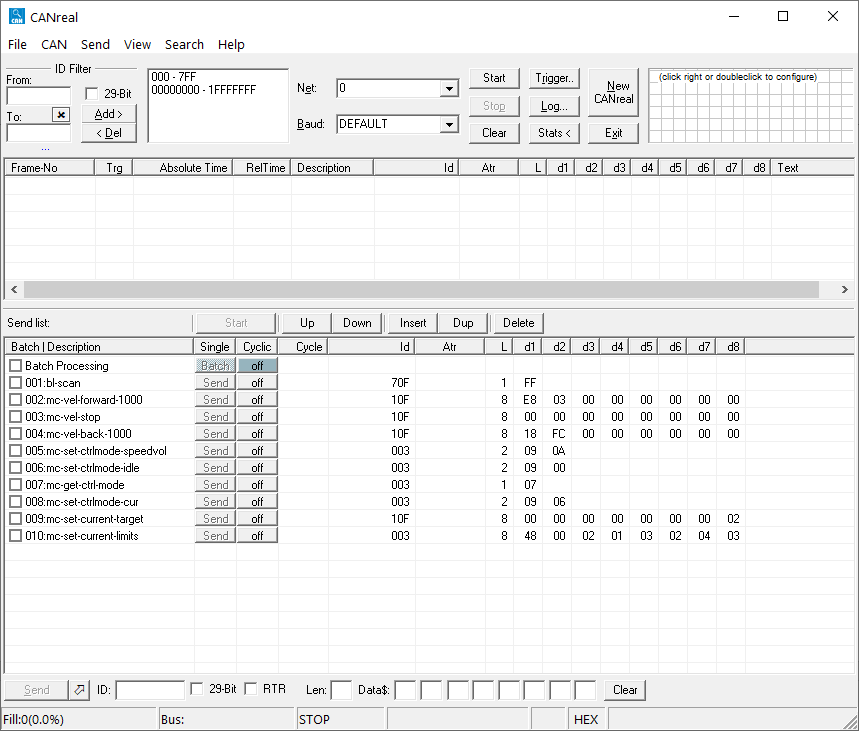 CANreal
File CAN Send View Search Help
ID Filter
From:
29-Bit
To:
Add >
< Del
...
000 - 7FF
00000000 - 1FFFFFFF
Net: 0
Baud: DEFAULT
Start Trigger..
Stop Log...
Clear Stats <
New CANreal
Exit
(click right or doubleclick to configure)
Frame-No Trg Absolute Time RelTime Description Id Atr L d1 d2 d3 d4 d5 d6 d7 d8 Text
Send list: Start Up Down Insert Dup Delete
Batch | Description Single Cyclic Cycle Id Atr L d1 d2 d3 d4 d5 d6 d7 d8
Batch Processing Batch off
001:bl-scan Send off 70F 1 FF
002:mc-vel-forward-1000 Send off 10F 8 E8 03 00 00 00 00 00 00
003:mc-vel-stop Send off 10F 8 00 00 00 00 00 00 00 00
004:mc-vel-back-1000 Send off 10F 8 18 FC 00 00 00 00 00 00
005:mc-set-ctrlmode-speedvol Send off 003 2 09 0A
006:mc-set-ctrlmode-idle Send off 003 2 09 00
007:mc-get-ctrl-mode Send off 003 1 07
008:mc-set-ctrlmode-cur Send off 003 2 09 06
009:mc-set-current-target Send off 10F 8 00 00 00 00 00 00 00 02
010:mc-set-current-limits Send off 003 8 48 00 02 01 03 02 04 03
Send ID: 29-Bit RTR Len: Data$: Clear
Fill:0(0.0%) Bus: STOP HEX